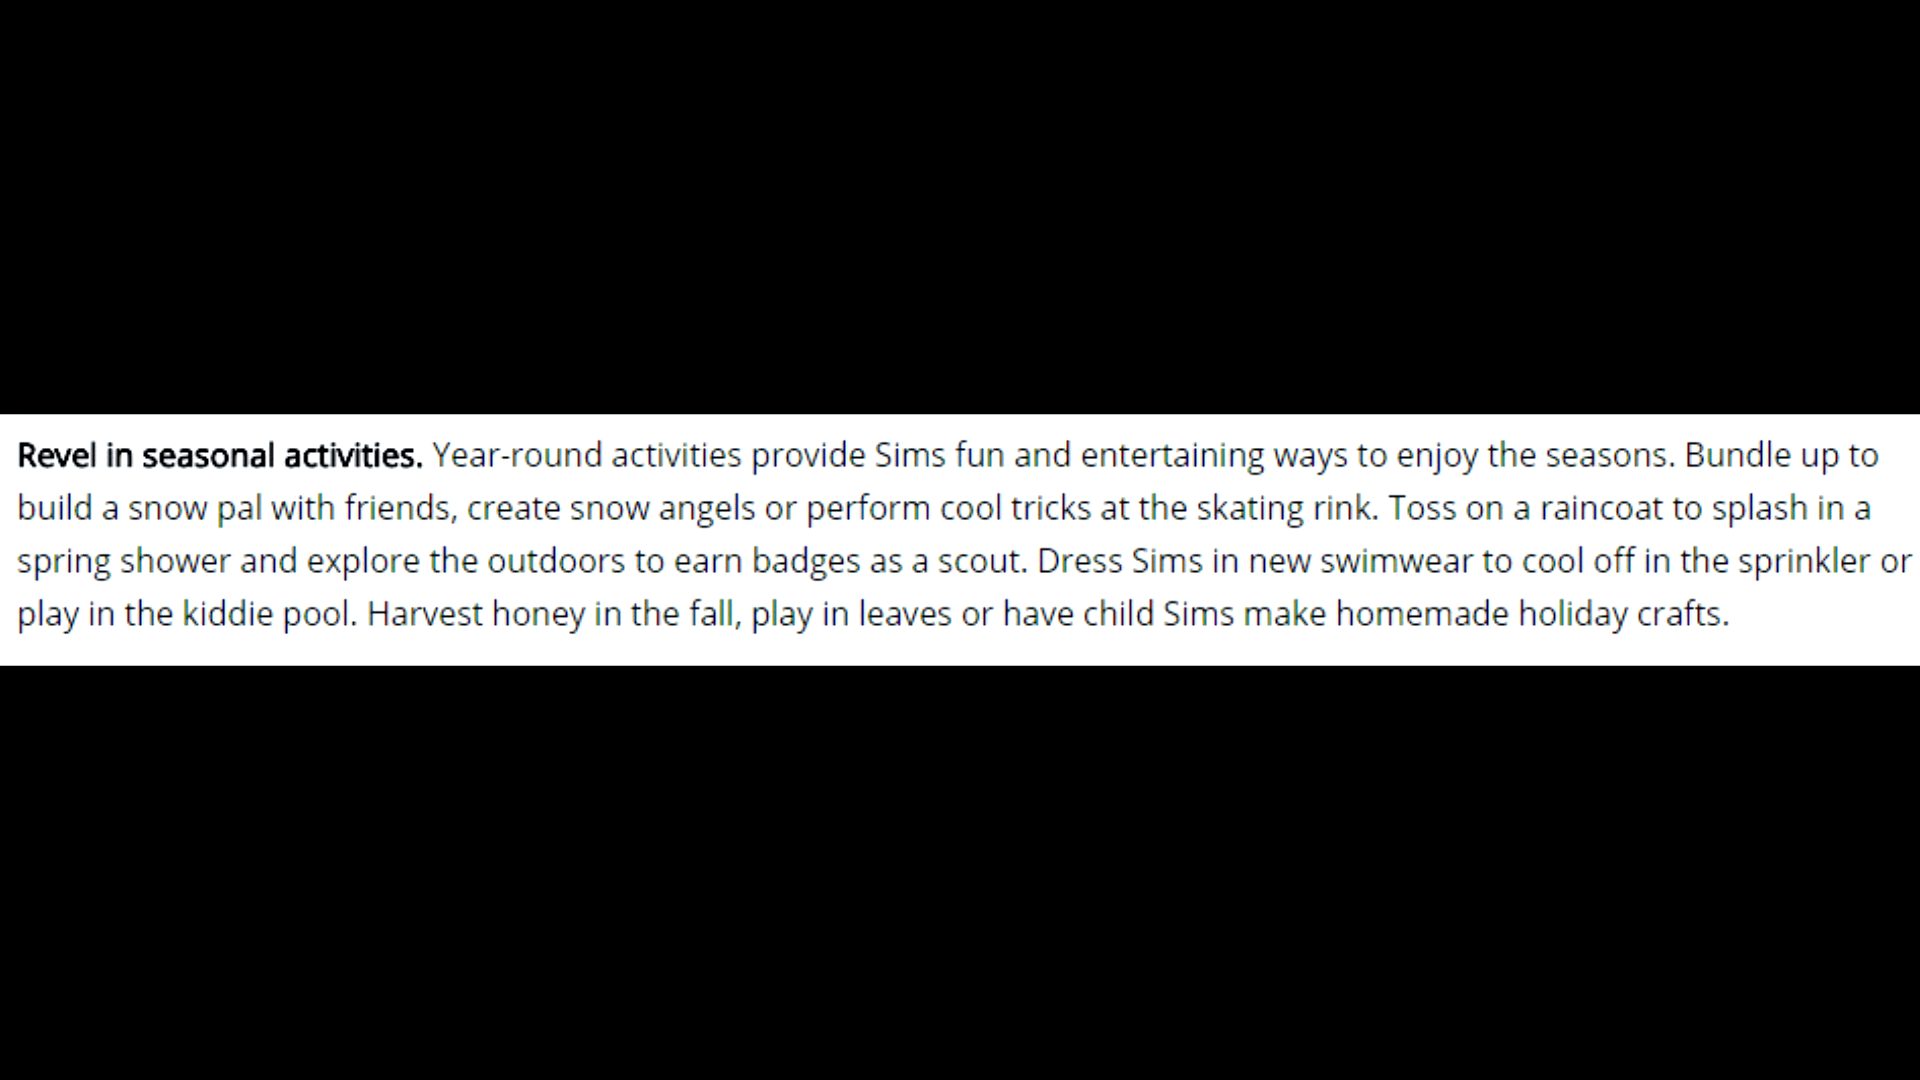 Revel in seasonal activities. Year-round activities provide Sims fun and entertaining ways to enjoy the seasons. Bundle up to
build a snow pal with friends, create snow angels or perform cool tricks at the skating rink. Toss on a raincoat to splash in a
spring shower and explore the outdoors to earn badges as a scout. Dress Sims in new swimwear to cool off in the sprinkler or
play in the kiddie pool. Harvest honey in the fall, play in leaves or have child Sims make homemade holiday crafts.